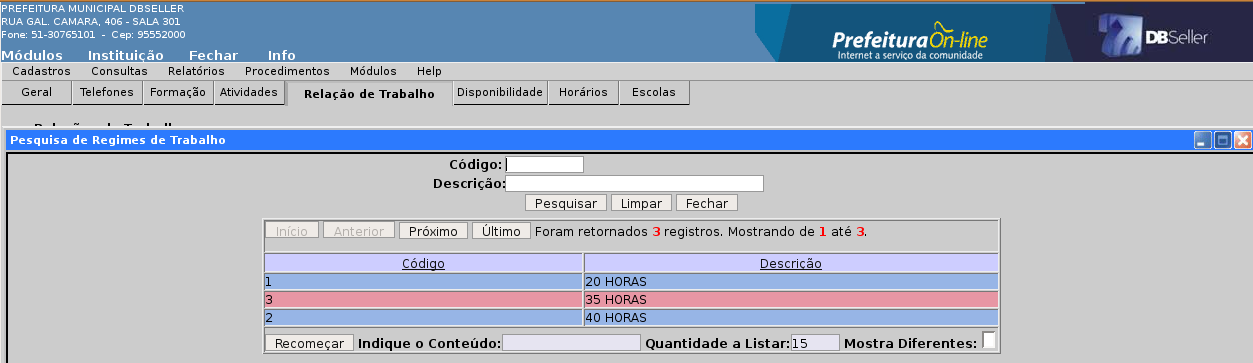 PREFEITURA MUNICIPAL DBSELLER
RUA GAL. CAMARA, 406 - SALA 301
Fone: 51-30765101 - Cep: 95552000
PrefeituraOn-line
Internet a serviço da comunidade
DBSeller
Módulos Instituição Fechar Info
Cadastros Consultas Relatórios Procedimentos Módulos Help
Geral Telefones Formação Atividades Relação de Trabalho Disponibilidade Horários Escolas
Pesquisa de Regimes de Trabalho
Código:
Descrição:
Pesquisar Limpar Fechar
Início Anterior Próximo Último Foram retornados 3 registros. Mostrando de 1 até 3.
Código Descrição
1 20 HORAS
3 35 HORAS
2 40 HORAS
Recomeçar Indique o Conteúdo: Quantidade a Listar: 15 Mostra Diferentes: